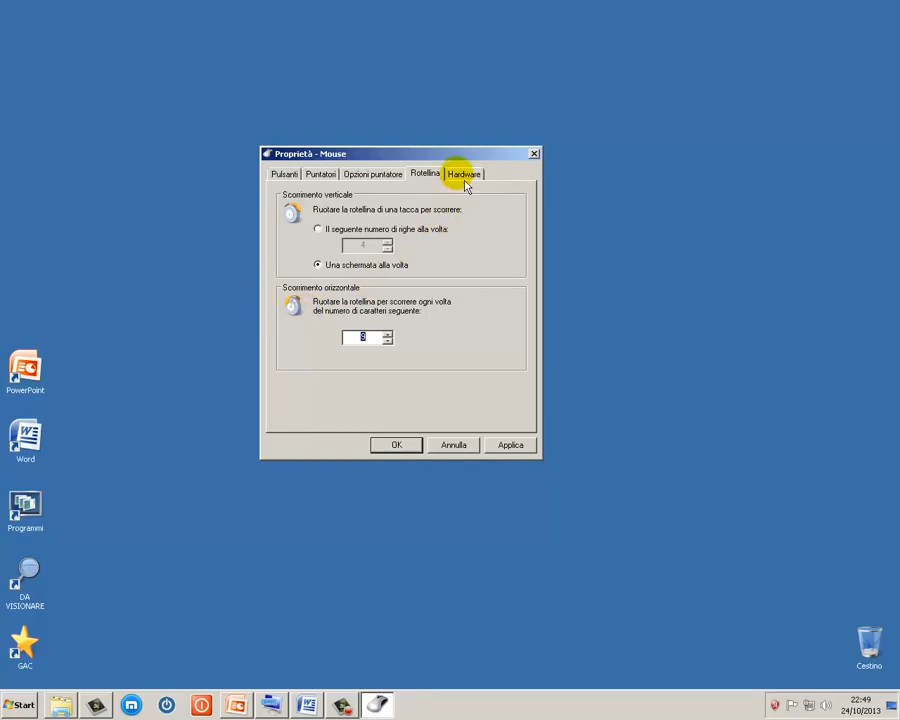 Proprietà - Mouse
Pulsanti
Puntatori
Opzioni puntatore
Rotellina
Hardware
Scorrimento verticale
Ruotare la rotellina di una tacca per scorrere:
Il seguente numero di righe alla volta:
4
Una schermata alla volta
Scorrimento orizzontale
Ruotare la rotellina per scorrere ogni volta
del numero di caratteri seguente:
9
OK
Annulla
Applica
PowerPoint
Word
Programmi
DA
VISIONARE
GAC
Cestino
Start
22:49
24/10/2013